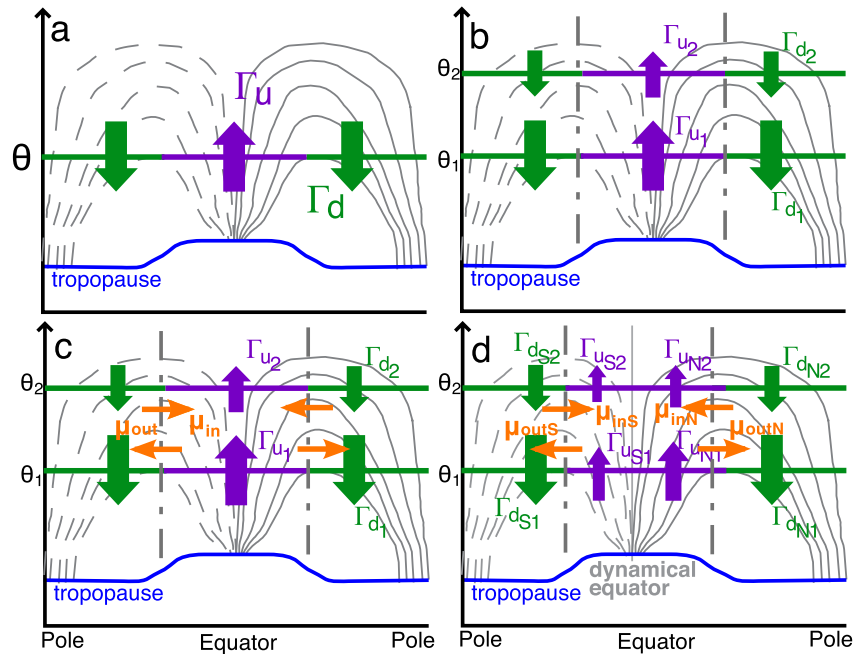 a
Γu
θ
Γd
tropopause
b
Γu2
Γd2
θ2
Γu1
θ1
Γd1
c
Γu2
Γd2
θ2
μout
μin
Γu1
θ1
Γd1
tropopause
Pole
Equator
Pole
d
ΓdS2
ΓuS2
ΓuN2
ΓdN2
θ2
μoutS
μinS
μinN
μoutN
ΓuS1
ΓuN1
θ1
ΓdS1
ΓdN1
dynamical
equator
Pole
Equator
Pole